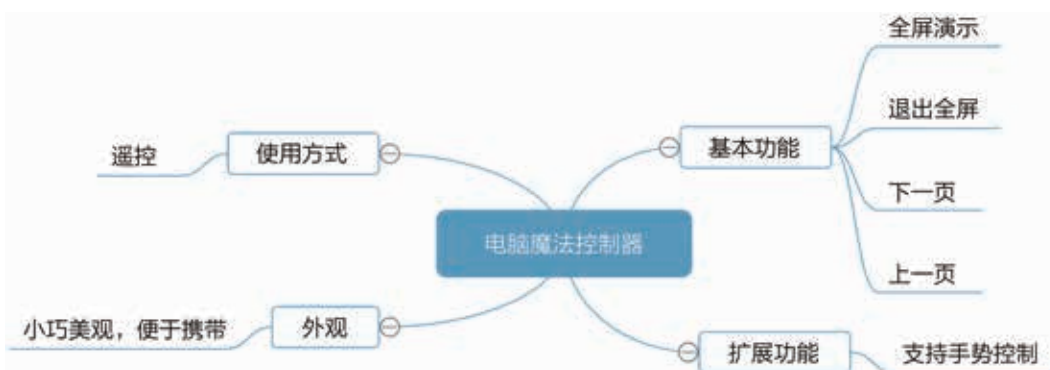 全屏演示
退出全屏
基本功能
使用方式
遥控
下一页
电脑魔法控制器
上一页
外观
小巧美观，便于携带
扩展功能
支持手势控制